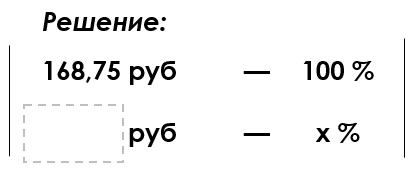 Решение:
168,75 руб — 100 %
руб — х %